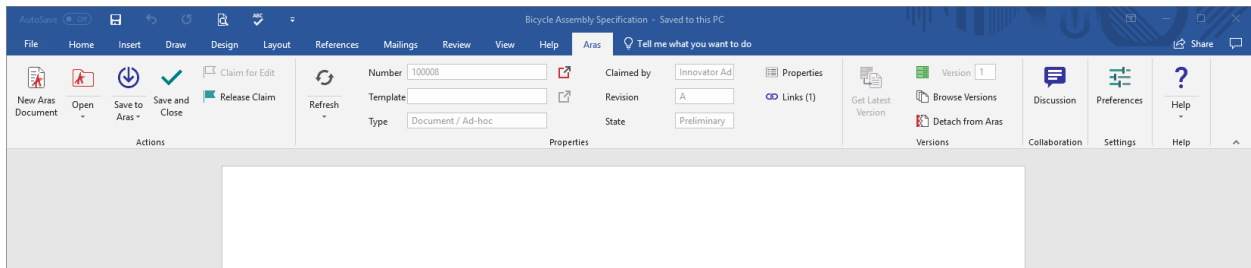 AutoSave Off Bicycle Assembly Specification - Saved to this PC
File Home Insert Draw Design Layout References Mailings Review View Help Aras Tell me what you want to do Share
New Aras Document
Open
Save to Aras
Save and Close
Claim for Edit
Release Claim
Actions
Refresh
Number 100008
Template
Type Document / Ad-hoc
Claimed by Innovator Ad
Revision A
State Preliminary
Properties
Links (1)
Properties
Get Latest Version
Version 1
Browse Versions
Detach from Aras
Versions
Discussion
Collaboration
Preferences
Settings
Help
Help